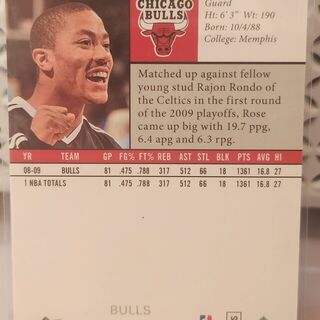 Guard
CHICAGO
BULLS
Ht: 6' 3" Wt: 190
Born: 10/4/88
College: Memphis
Matched up against fellow
young stud Rajon Rondo of
the Celtics in the first round
of the 2009 playoffs, Rose
came up big with 19.7 ppg,
6.4 apg and 6.3 rpg.
YR TEAM GP FG% FT% REB AST STL BLK PTS AVG HI
08-09 BULLS 81 .475 .788 317 512 66 18 1361 16.8 27
1 NBA TOTALS 81 .475 .788 317 512 66 18 1361 16.8 27
BULLS